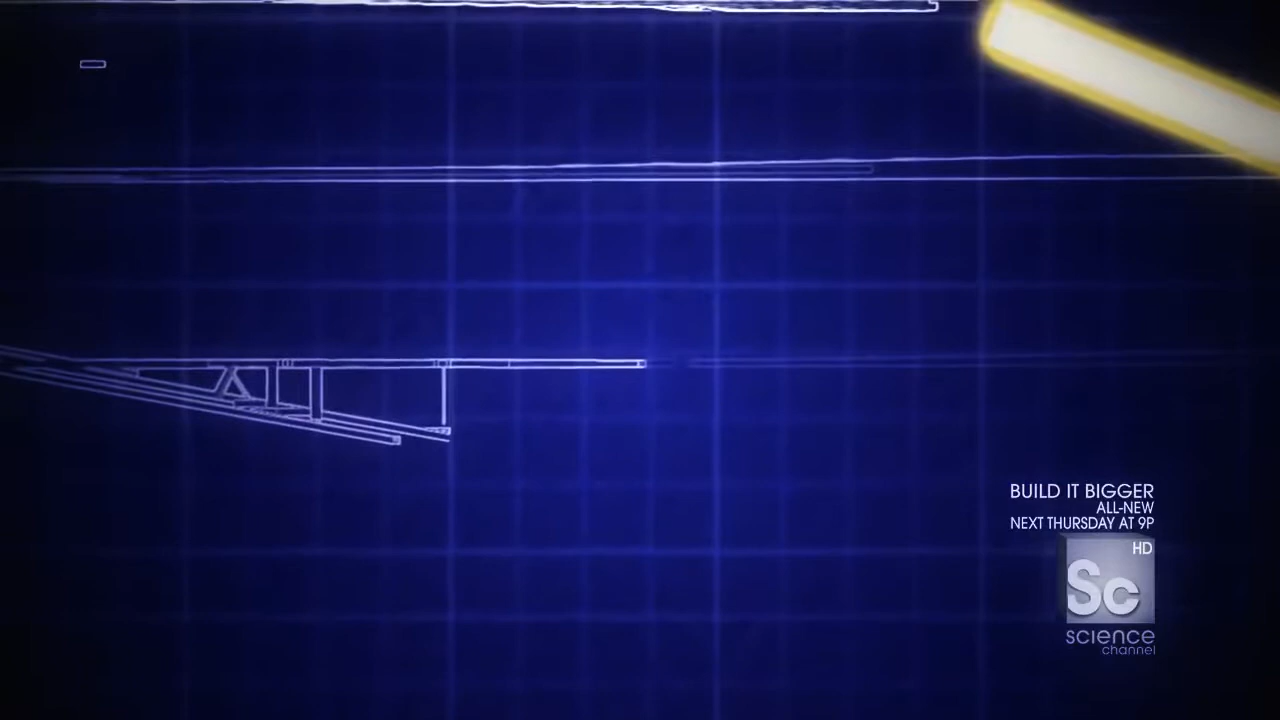 BUILD IT BIGGER
ALL-NEW
NEXT THURSDAY AT 9P
HD
Sc
science
channel